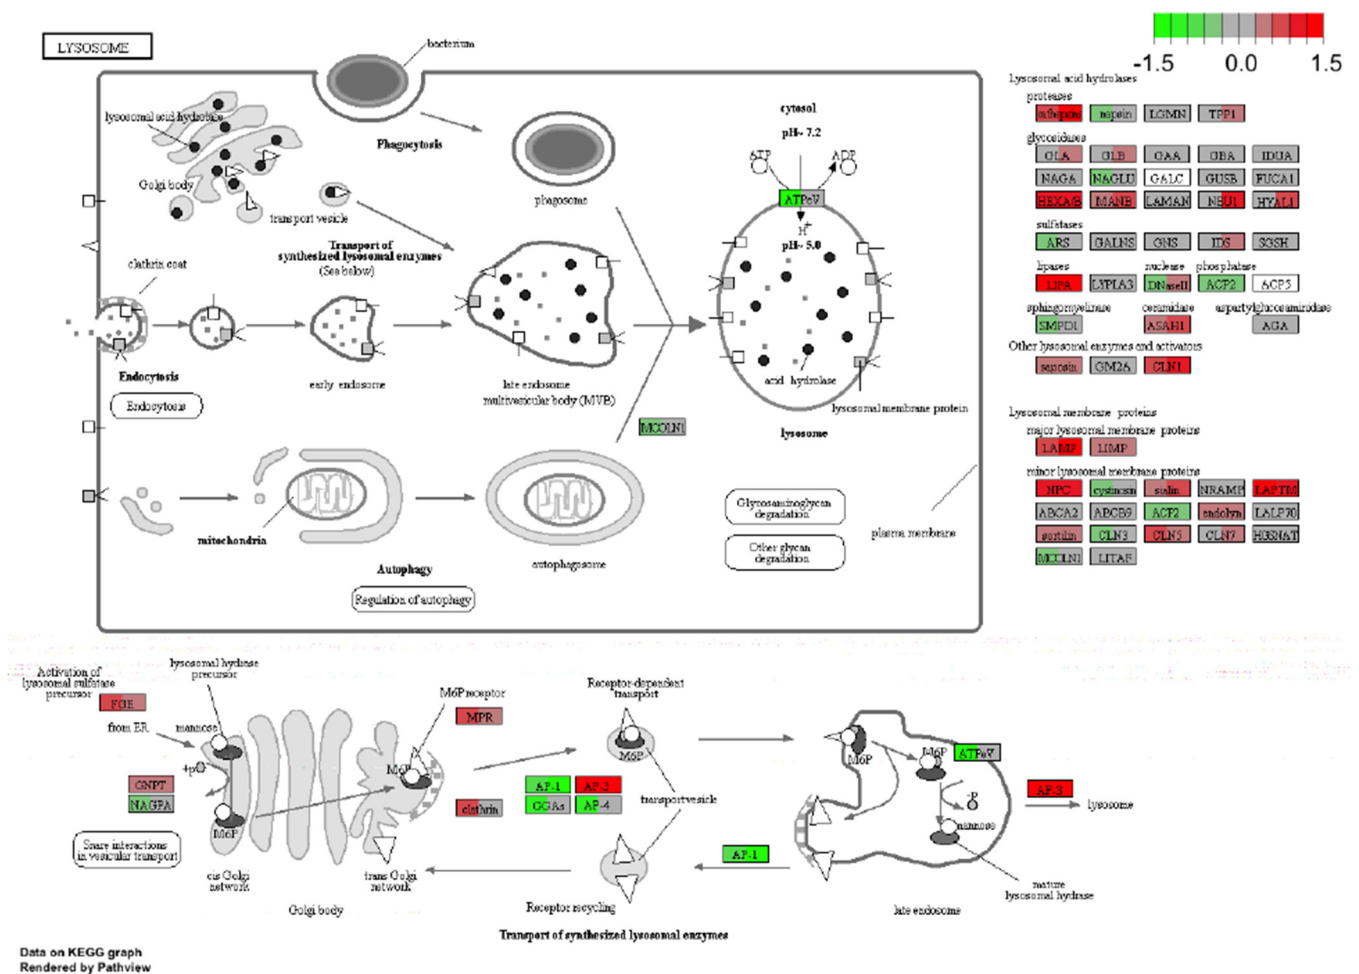 LYSOSOME
bacterium
-1.5 0.0 1.5
lysosomal acid hydrolase
Golgi body
transport vesicle
Phagocytosis
phagosome
cytosol
pH~ 7.2
ATP
ADP
ATPeV
H+
pH~ 5.0
Transport of
synthesized lysosomal enzymes
(See below)
clathrin coat
Endocytosis
Endocytosis
early endosome
late endosome
multivesicular body (MVB)
acid hydrolase
lysosomal membrane protein
lysosome
MCOLN1
mitochondria
Autophagy
Regulation of autophagy
autophagosome
Glycosaminoglycan
degradation
Other glycan
degradation
plasma membrane
Lysosomal acid hydrolases
proteases
cathepsin napsin LGMN TPP1
glycosidases
GLA GLB GAA GBA IDUA
NAGA NAGLU GALC GUSB FUCA1
HEXA/B MANB LAMAN NEU1 HYAL1
sulfatases
ARS GALNS GNS IDS SGSH
lipases nuclease phosphatase
LIPA LYPLA3 DNaseII ACP2 ACP5
sphingomyelinase ceramidase aspartylglucosaminidase
SMPD1 ASAH1 AGA
Other lysosomal enzymes and activators
saposin GM2A CLN1
Lysosomal membrane proteins
major lysosomal membrane proteins
LAMP LIMP
minor lysosomal membrane proteins
NPC cystinosin sialin NRAMP LAPTM
ABCA2 ABCB9 ACP2 endolyn LALP70
sortilin CLN3 CLN5 CLN7 HGSNAT
MCOLN1 LITAF
Activation of
lysosomal sulfatase
precursor
FGE
from ER
lysosomal hydrase
precursor
mannose
+p
GNPT
NAGPA
M6P
Snare interactions
in vesicular transport
cis Golgi
network
Golgi body
M6P receptor
MPR
M6P
clathrin
trans Golgi
network
AP-1 AP-3
GGAs AP-4
Receptor-dependent
transport
M6P
transport vesicle
Receptor recycling
AP-1
M6P
M6P
ATPeV
-P
mannose
AP-3
lysosome
mature
lysosomal hydrase
late endosome
Transport of synthesized lysosomal enzymes
Data on KEGG graph
Rendered by Pathview